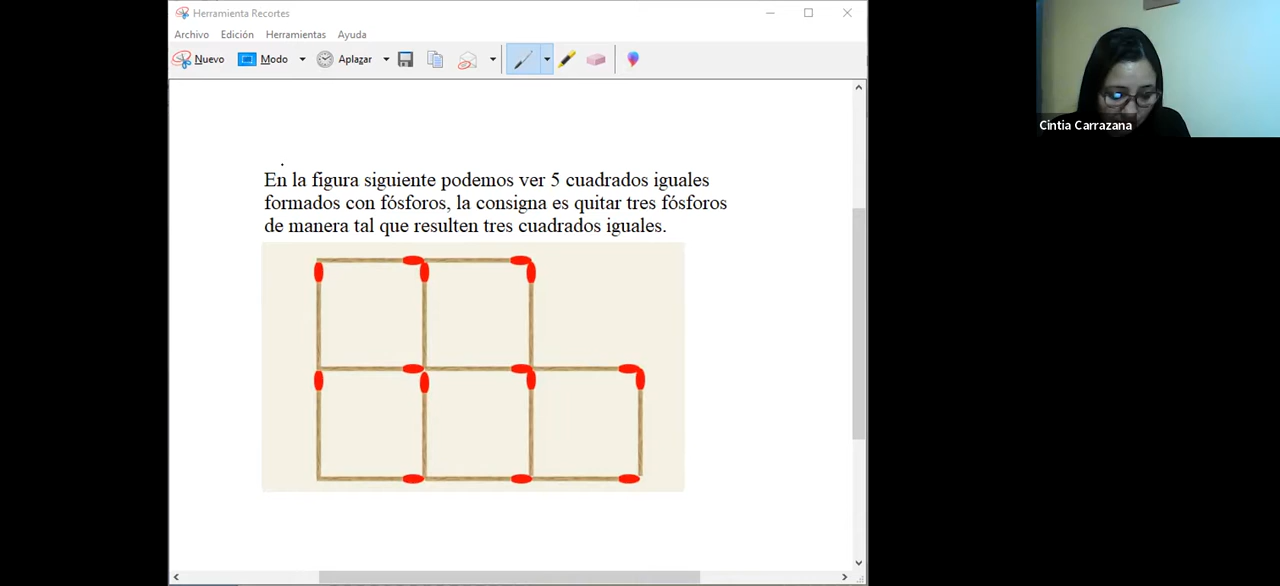 Herramienta Recortes
Archivo Edición Herramientas Ayuda
Nuevo Modo Aplazar
Cintia Carrazana
En la figura siguiente podemos ver 5 cuadrados iguales
formados con fósforos, la consigna es quitar tres fósforos
de manera tal que resulten tres cuadrados iguales.